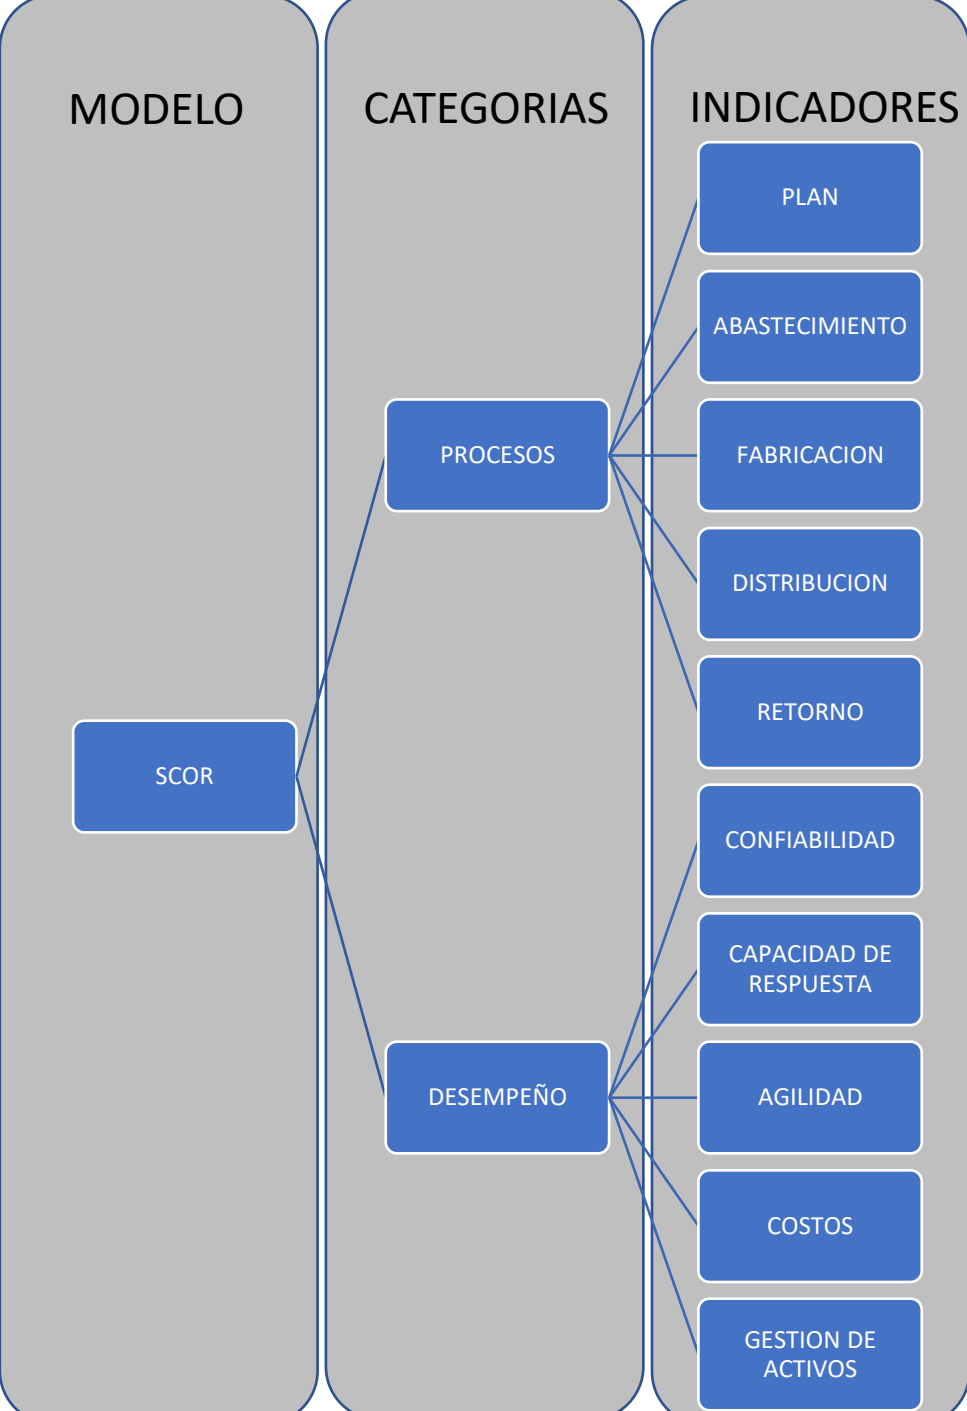 MODELO
CATEGORIAS
INDICADORES
PLAN
ABASTECIMIENTO
PROCESOS
FABRICACION
DISTRIBUCION
RETORNO
SCOR
CONFIABILIDAD
CAPACIDAD DE
RESPUESTA
DESEMPEÑO
AGILIDAD
COSTOS
GESTION DE
ACTIVOS